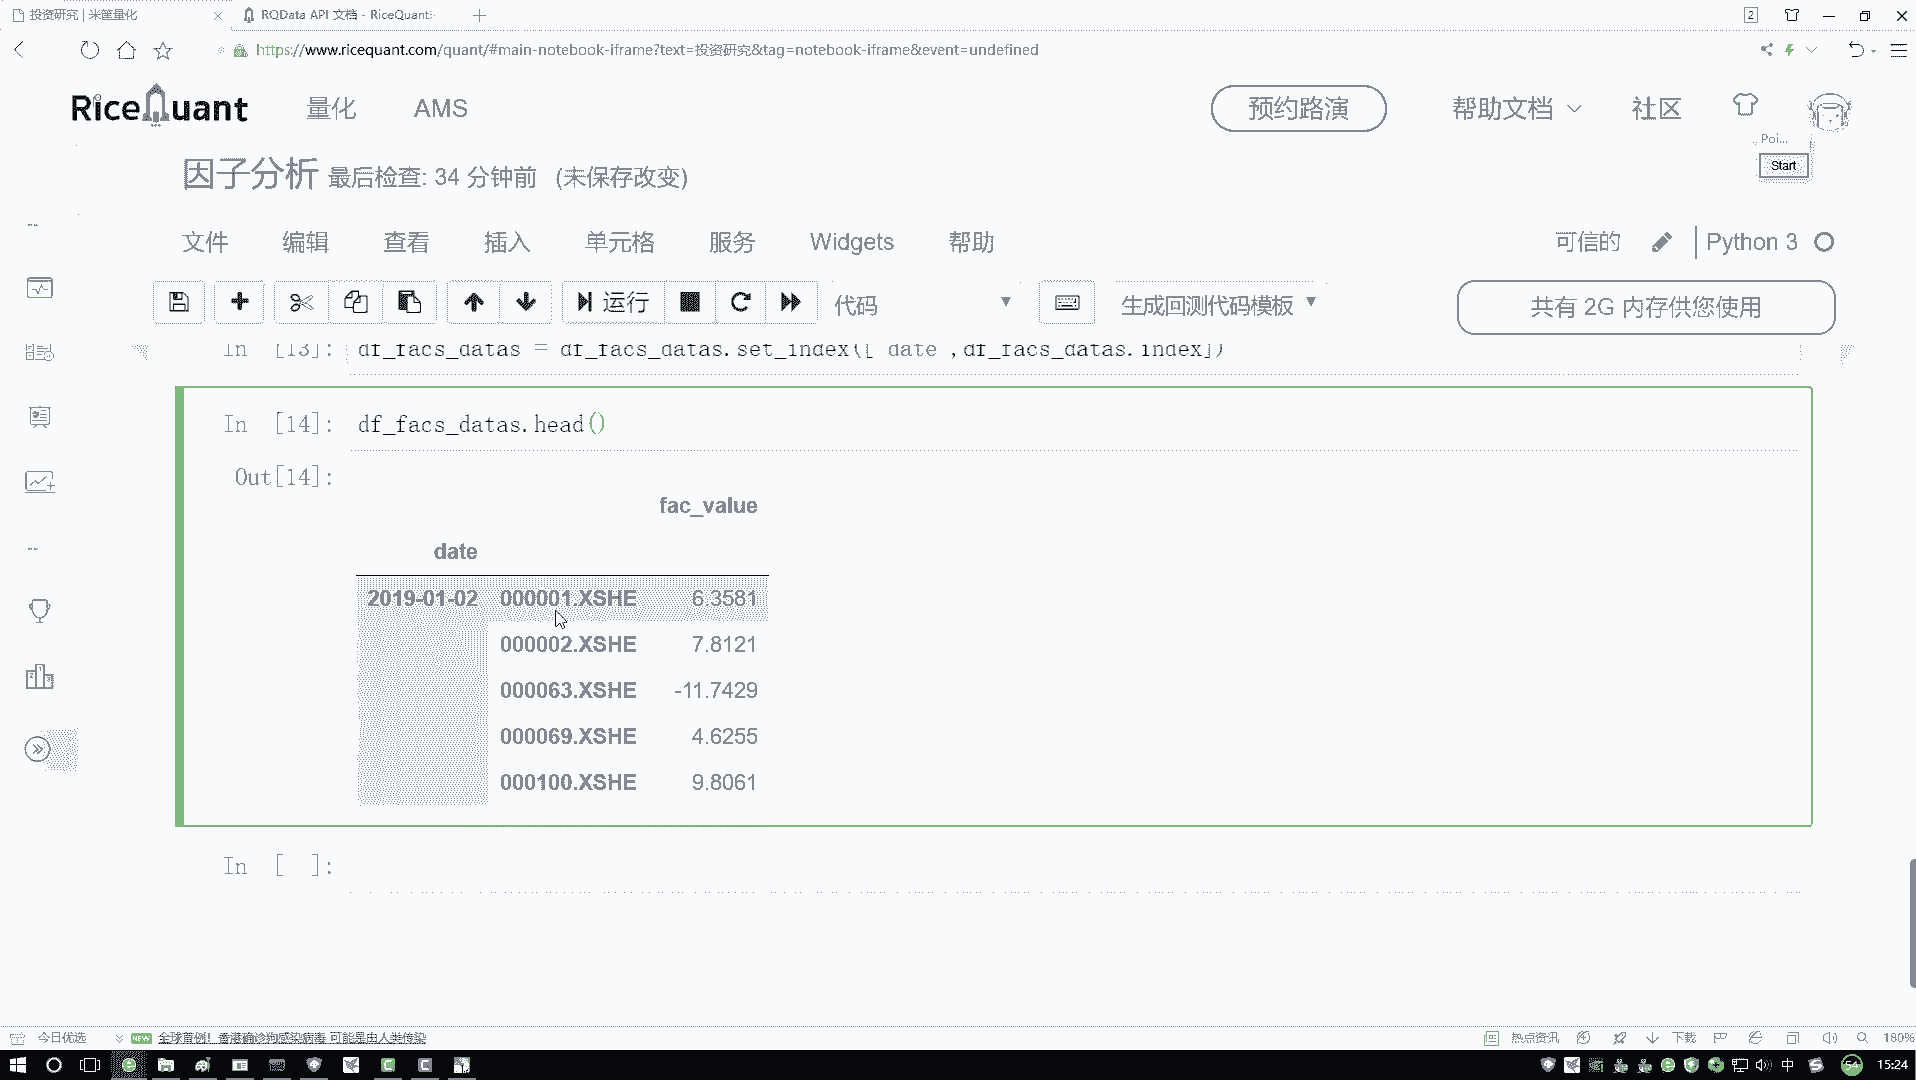 投资研究 | 米筐量化
RQData API 文档 - RiceQuant:
2
https://www.ricequant.com/quant/#main-notebook-iframe?text=投资研究&tag=notebook-iframe&event=undefined
RiceQuant 量化 AMS 预约路演 帮助文档 社区
Poi...
Start
因子分析 最后检查: 34 分钟前 (未保存改变)
文件 编辑 查看 插入 单元格 服务 Widgets 帮助 可信的 Python 3
运行 代码 生成回测代码模板 共有 2G 内存供您使用
In [13]: df_facs_datas = df_facs_datas.set_index(['date',df_facs_datas.index])
In [14]: df_facs_datas.head()
Out[14]:
fac_value
date
2019-01-02 000001.XSHE 6.3581
000002.XSHE 7.8121
000063.XSHE -11.7429
000069.XSHE 4.6255
000100.XSHE 9.8061
In [ ]:
今日优选 NEW 全球首例！香港确诊狗感染病毒 可能是由人类传染 热点资讯 下载 180%
中 54 15:24